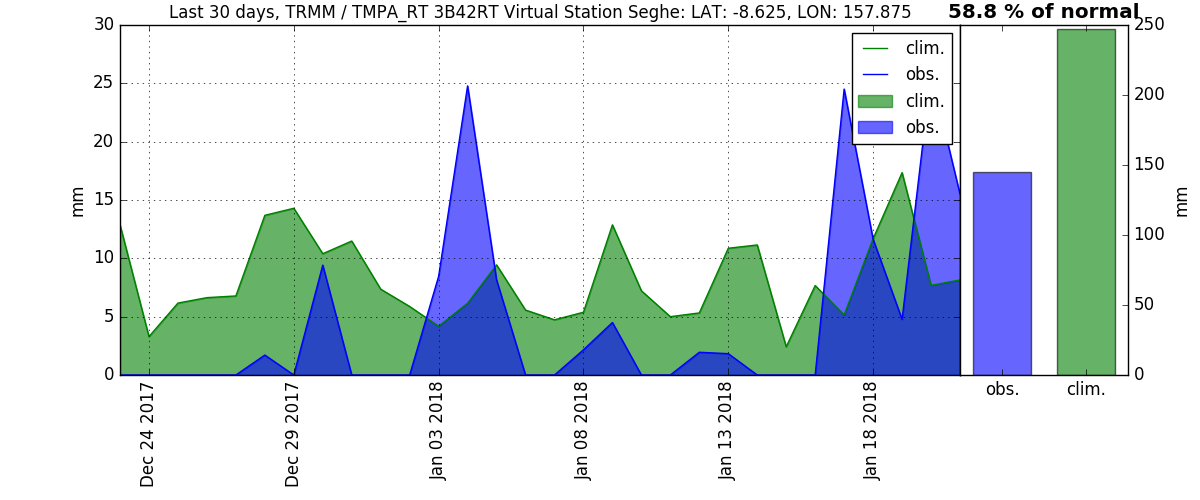 Last 30 days, TRMM / TMPA_RT 3B42RT Virtual Station Seghe: LAT: -8.625, LON: 157.875
58.8 % of normal
30
25
20
15
10
5
0
mm
clim.
obs.
clim.
obs.
Dec 24 2017
Dec 29 2017
Jan 03 2018
Jan 08 2018
Jan 13 2018
Jan 18 2018
250
200
150
100
50
0
mm
obs.
clim.